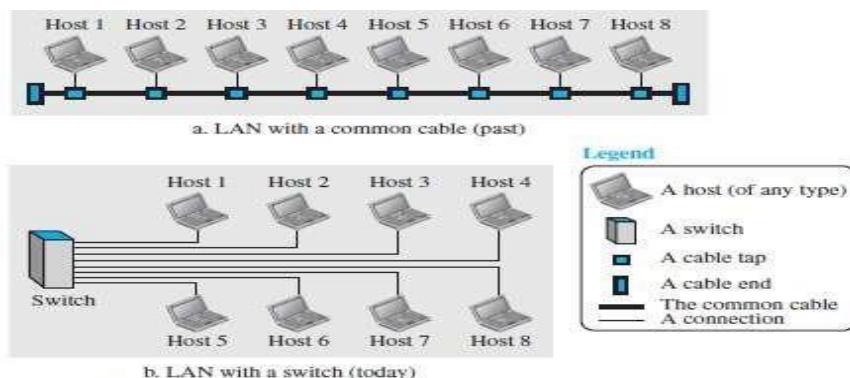 Host 1 Host 2 Host 3 Host 4 Host 5 Host 6 Host 7 Host 8
a. LAN with a common cable (past)
Legend
A host (of any type)
A switch
A cable tap
A cable end
The common cable
A connection
Host 1 Host 2 Host 3 Host 4
Switch
Host 5 Host 6 Host 7 Host 8
b. LAN with a switch (today)